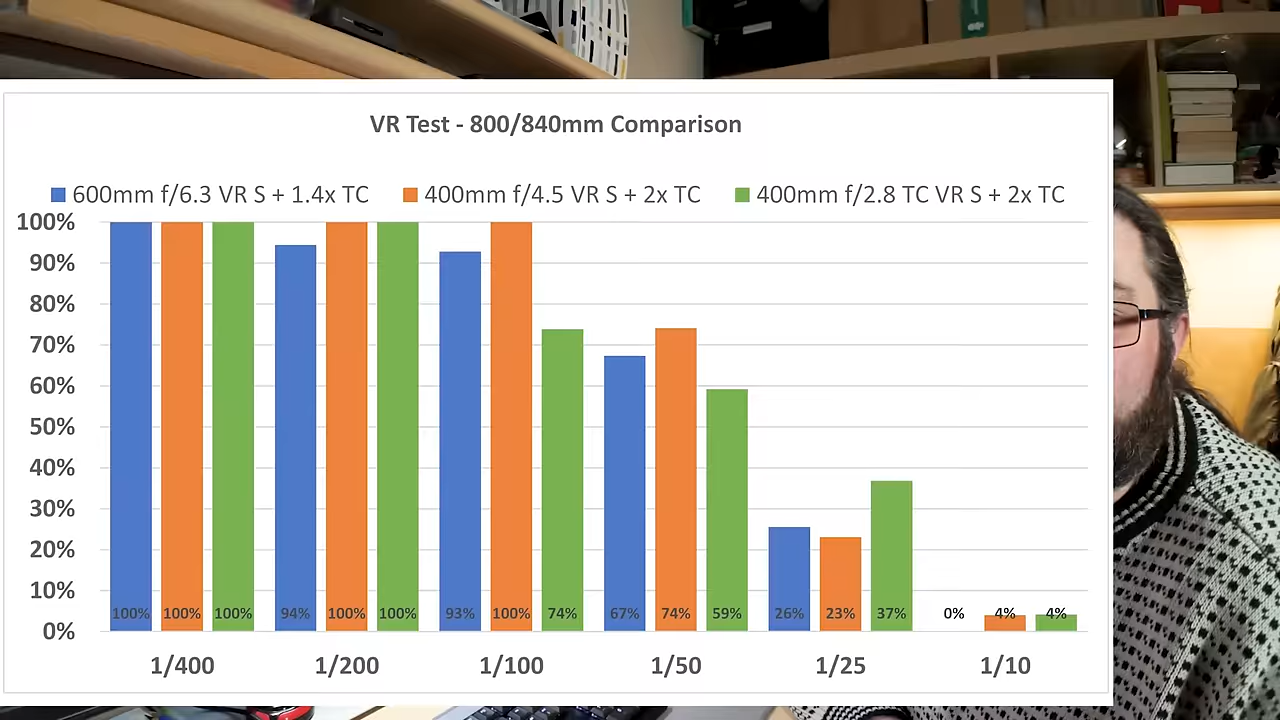 VR Test - 800/840mm Comparison
600mm f/6.3 VR S + 1.4x TC 400mm f/4.5 VR S + 2x TC 400mm f/2.8 TC VR S + 2x TC
100%
90%
80%
70%
60%
50%
40%
30%
20%
10%
0%
100% 100% 100% 94% 100% 100% 93% 100% 74% 67% 74% 59% 26% 23% 37% 0% 4% 4%
1/400 1/200 1/100 1/50 1/25 1/10